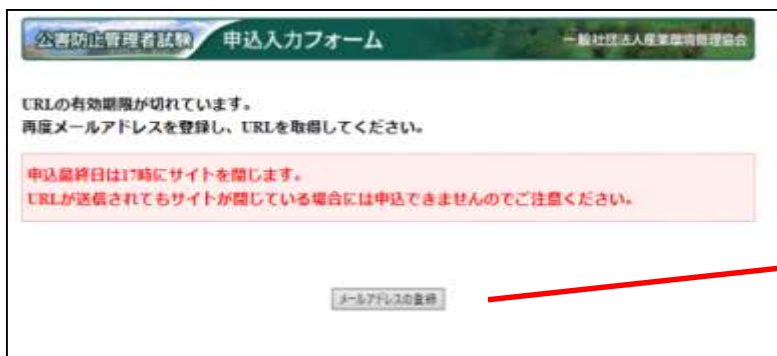 公害防止管理者試験
申込入力フォーム
一般社団法人産業環境管理協会
URLの有効期限が切れています。
再度メールアドレスを登録し、URLを取得してください。
申込最終日は17時にサイトを閉じます。
URLが送信されてもサイトが閉じている場合には申込できませんのでご注意ください。
メールアドレスの登録